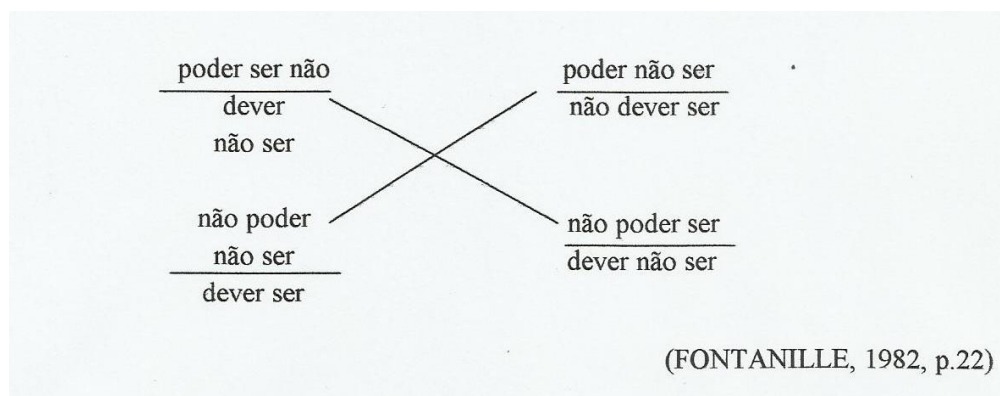 poder ser não
dever
não ser
poder não ser
não dever ser
não poder
não ser
dever ser
não poder ser
dever não ser
(FONTANILLE, 1982, p.22)